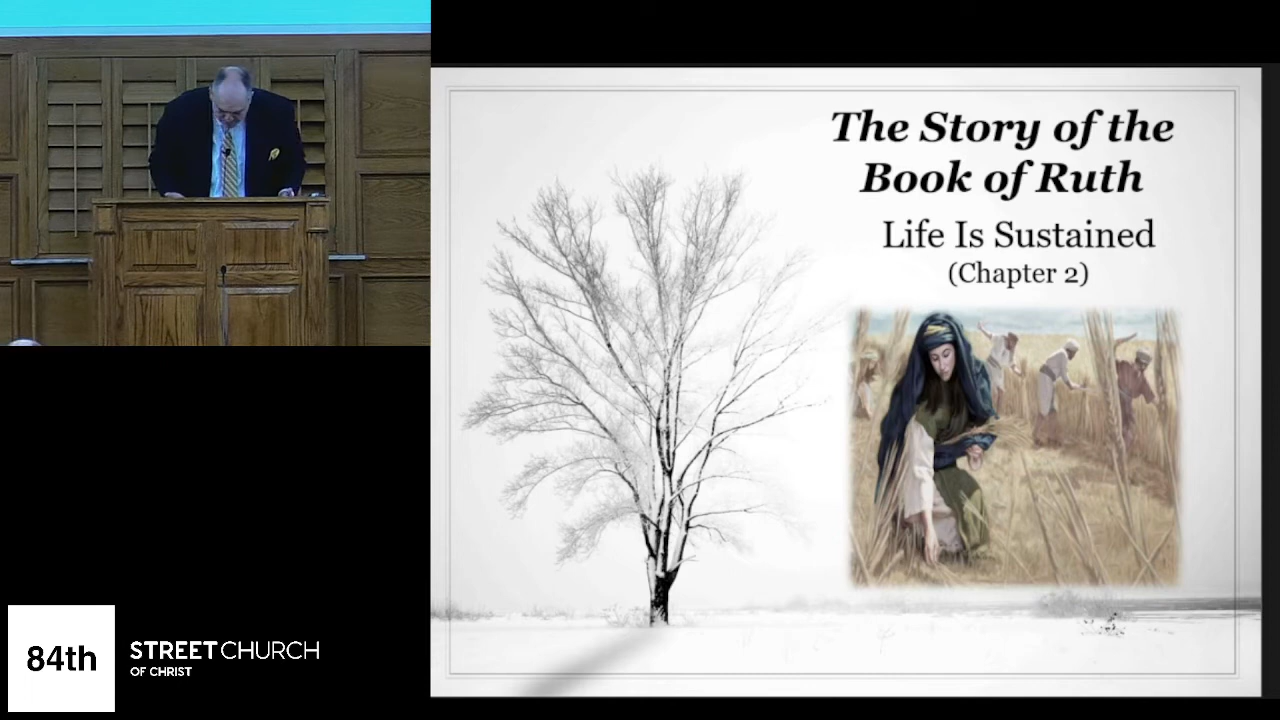 The Story of the
Book of Ruth
Life Is Sustained
(Chapter 2)
84th
STREET CHURCH
OF CHRIST